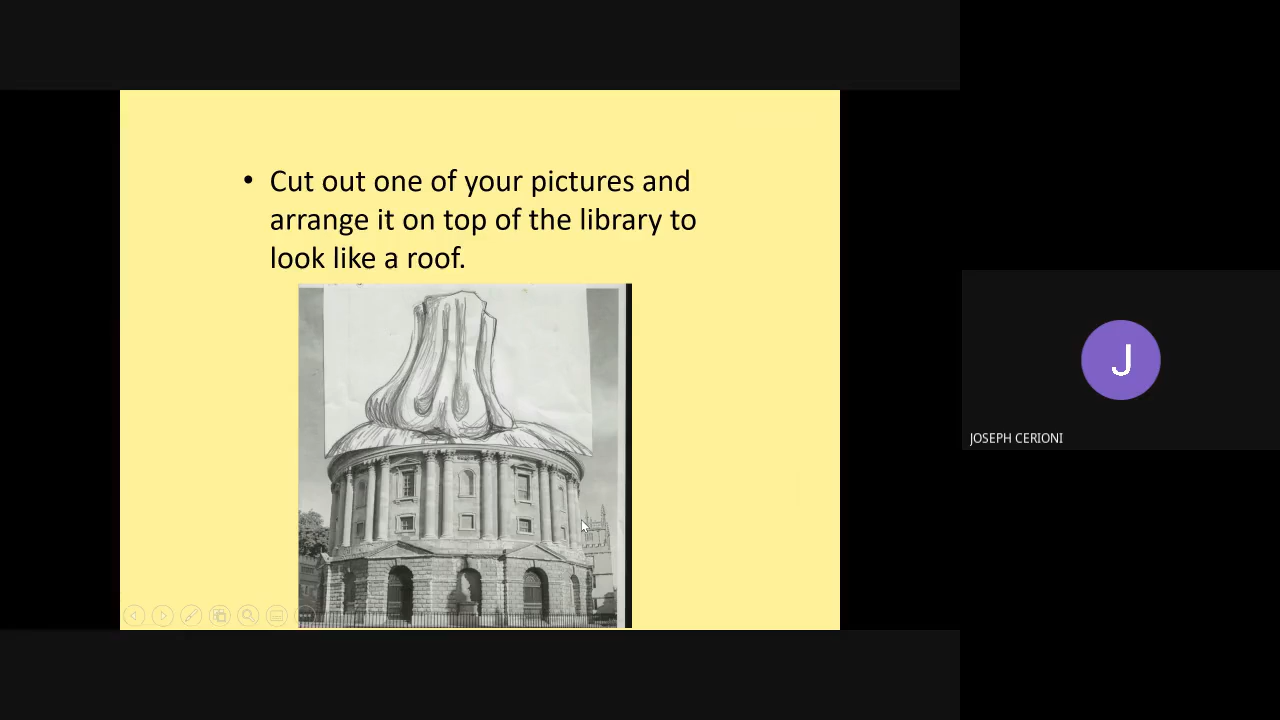 • Cut out one of your pictures and
arrange it on top of the library to
look like a roof.
J
JOSEPH CERIONI